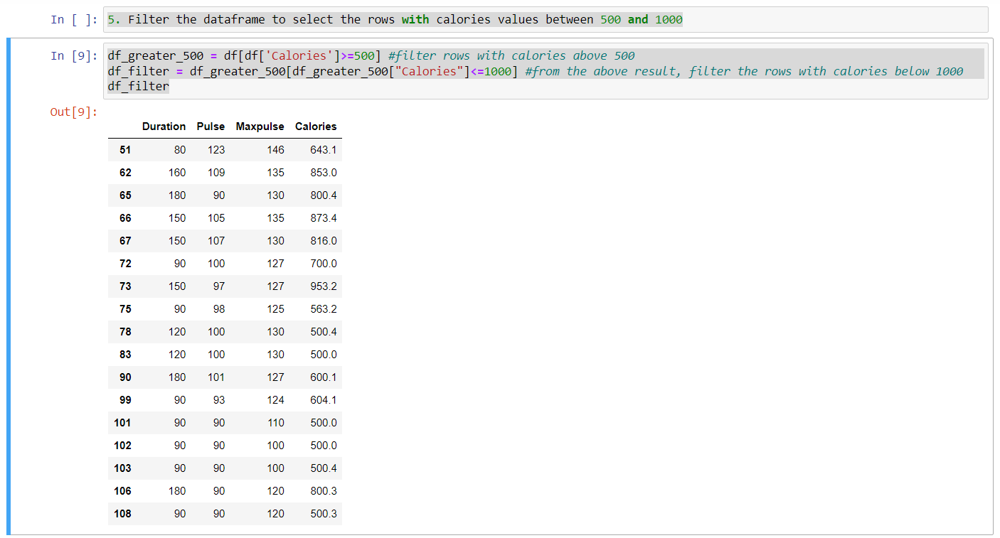 In [ ]: 5. Filter the dataframe to select the rows with calories values between 500 and 1000
In [9]: df_greater_500 = df[df['Calories']>=500] #filter rows with calories above 500
df_filter = df_greater_500[df_greater_500["Calories"]<=1000] #from the above result, filter the rows with calories below 1000
df_filter
Out[9]:
Duration Pulse Maxpulse Calories
51 80 123 146 643.1
62 160 109 135 853.0
65 180 90 130 800.4
66 150 105 135 873.4
67 150 107 130 816.0
72 90 100 127 700.0
73 150 97 127 953.2
75 90 98 125 563.2
78 120 100 130 500.4
83 120 100 130 500.0
90 180 101 127 600.1
99 90 93 124 604.1
101 90 90 110 500.0
102 90 90 100 500.0
103 90 90 100 500.4
106 180 90 120 800.3
108 90 90 120 500.3